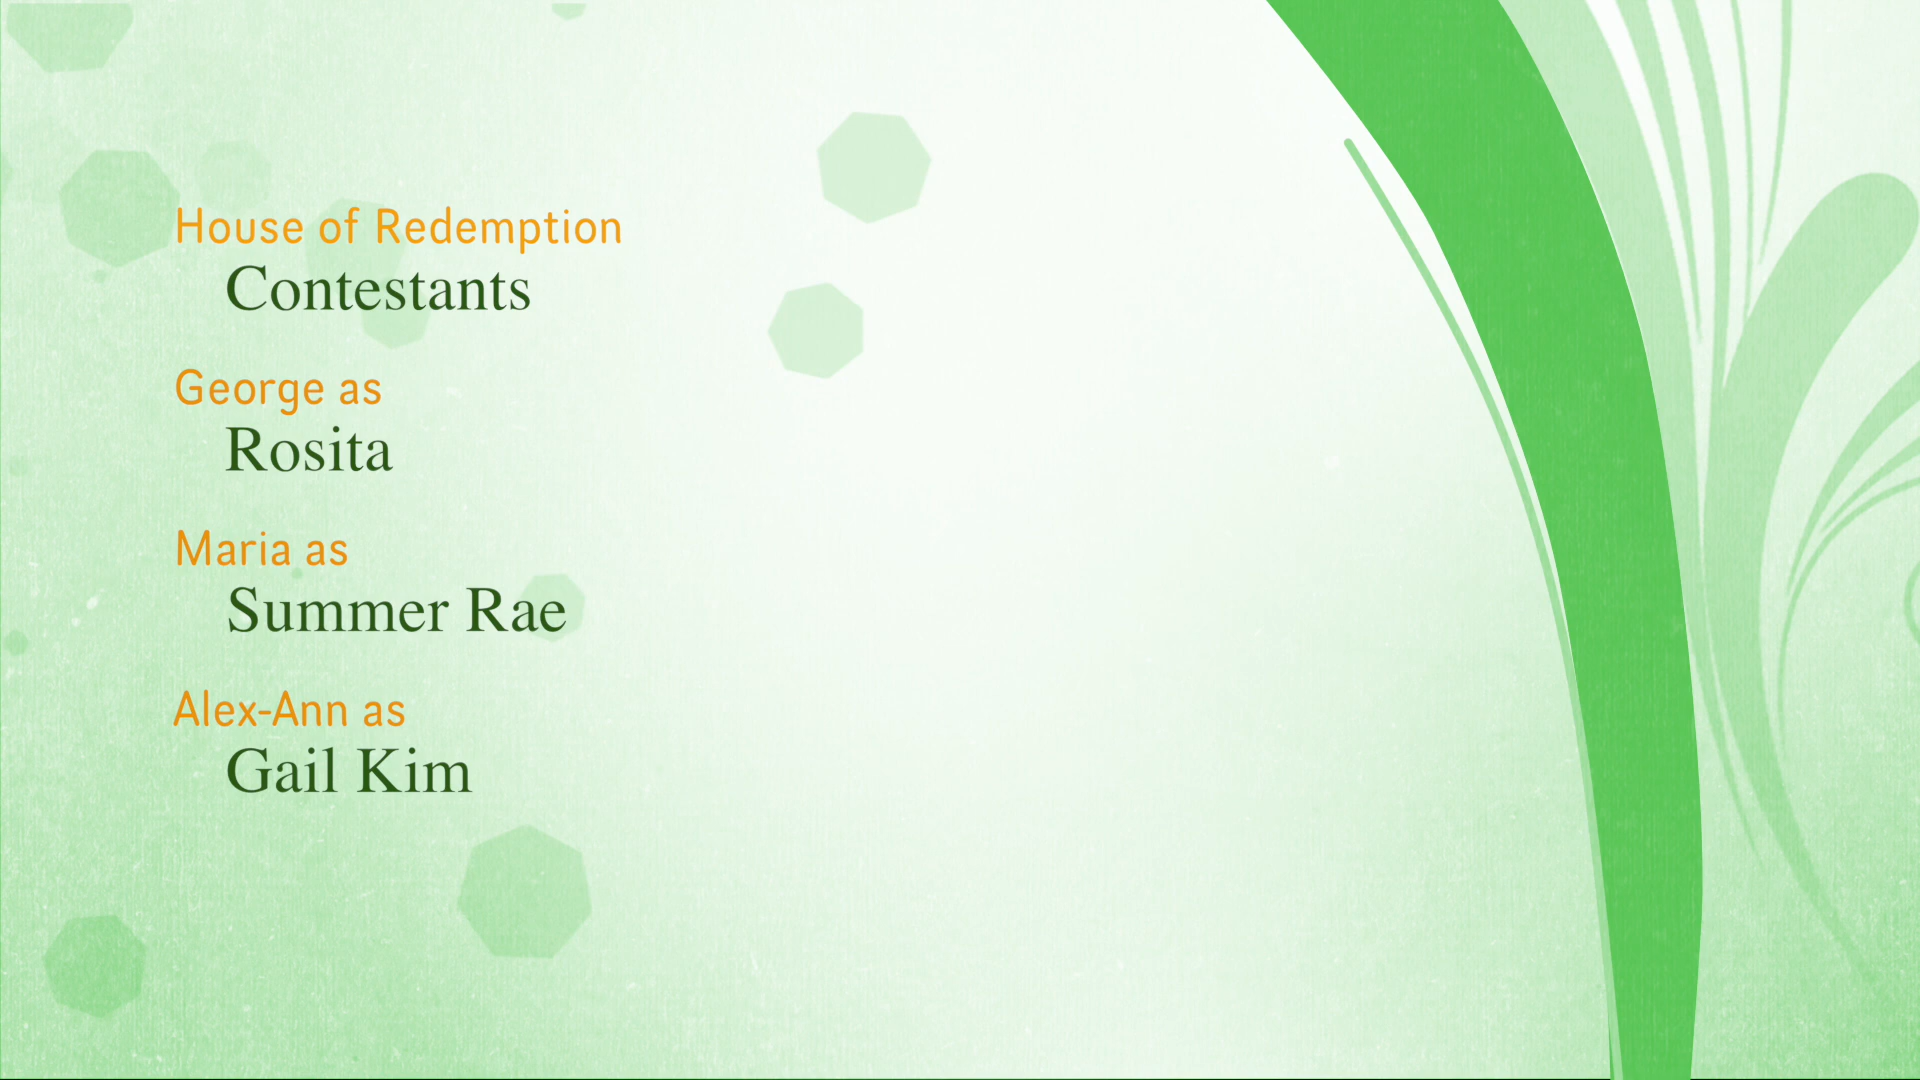 House of Redemption
Contestants
George as
Rosita
Maria as
Summer Rae
Alex-Ann as
Gail Kim